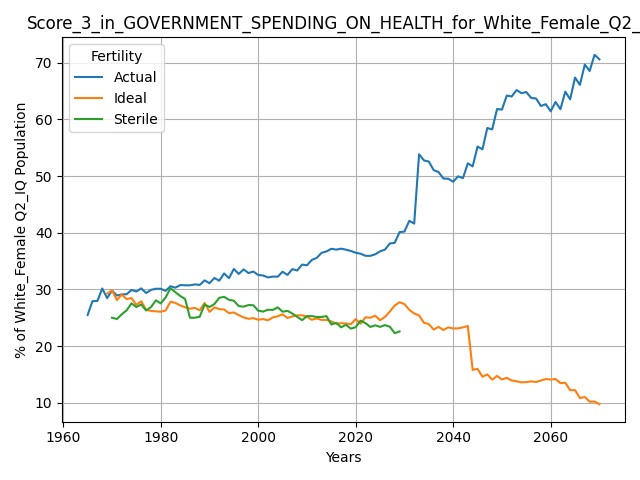 Score_3_in_GOVERNMENT_SPENDING_ON_HEALTH_for_White_Female_Q2_
Fertility
Actual
Ideal
Sterile
% of White_Female Q2_IQ Population
70
60
50
40
30
20
10
1960 1980 2000 2020 2040 2060
Years